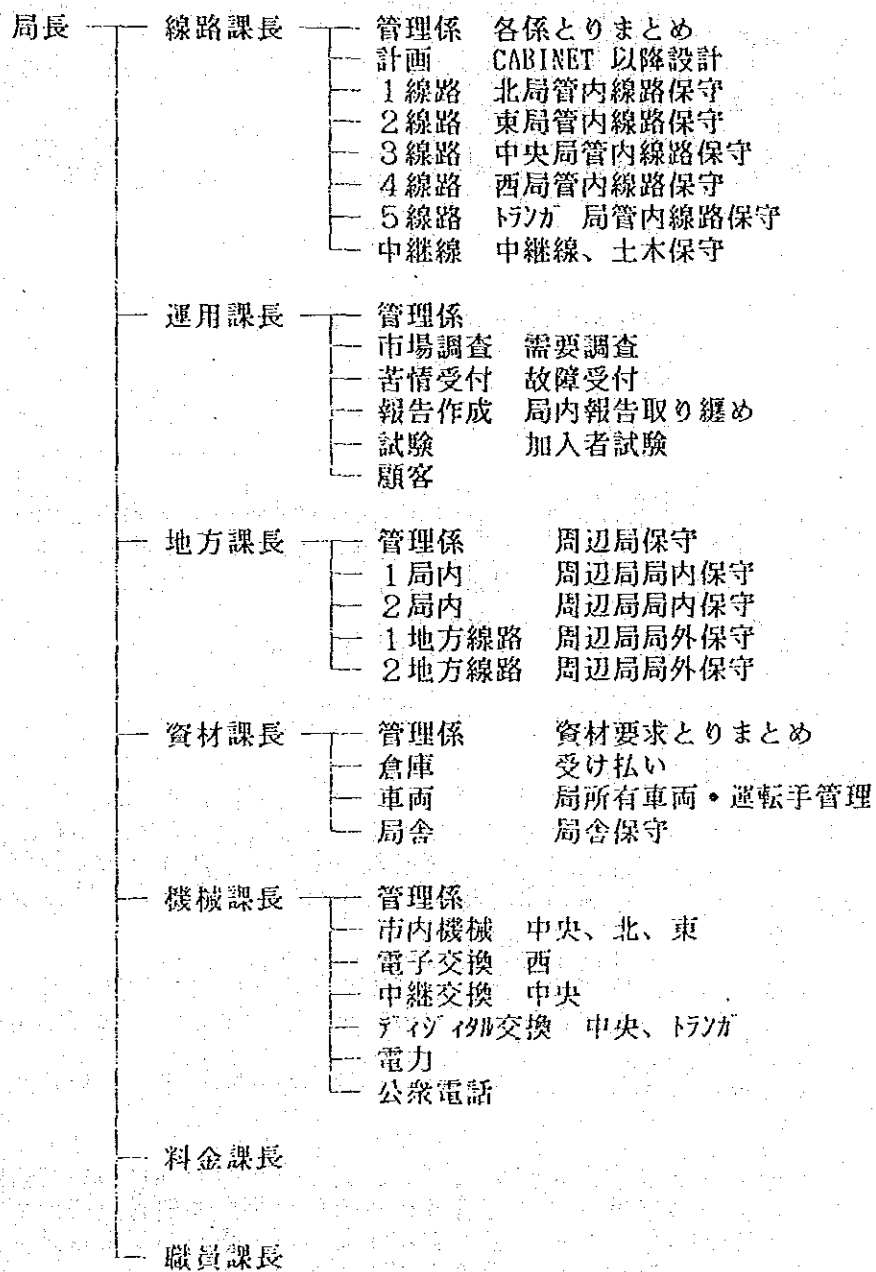 局長 線路課長 管理係 各係とりまとめ
計画 CABINET 以降設計
1線路 北局管内線路保守
2線路 東局管内線路保守
3線路 中央局管内線路保守
4線路 西局管内線路保守
5線路 トランガ局管内線路保守
中継線 中継線、土木保守
運用課長 管理係
市場調査 需要調査
苦情受付 故障受付
報告作成 局内報告取り纏め
試験 加入者試験
顧客
地方課長 管理係 周辺局保守
1局内 周辺局局内保守
2局内 周辺局局内保守
1地方線路 周辺局局外保守
2地方線路 周辺局局外保守
資材課長 管理係 資材要求とりまとめ
倉庫 受け払い
車両 局所有車両・運転手管理
局舎 局舎保守
機械課長 管理係
市内機械 中央、北、東
電子交換 西
中継交換 中央
ディジィタル交換 中央、トランガ
電力
公衆電話
料金課長
職員課長